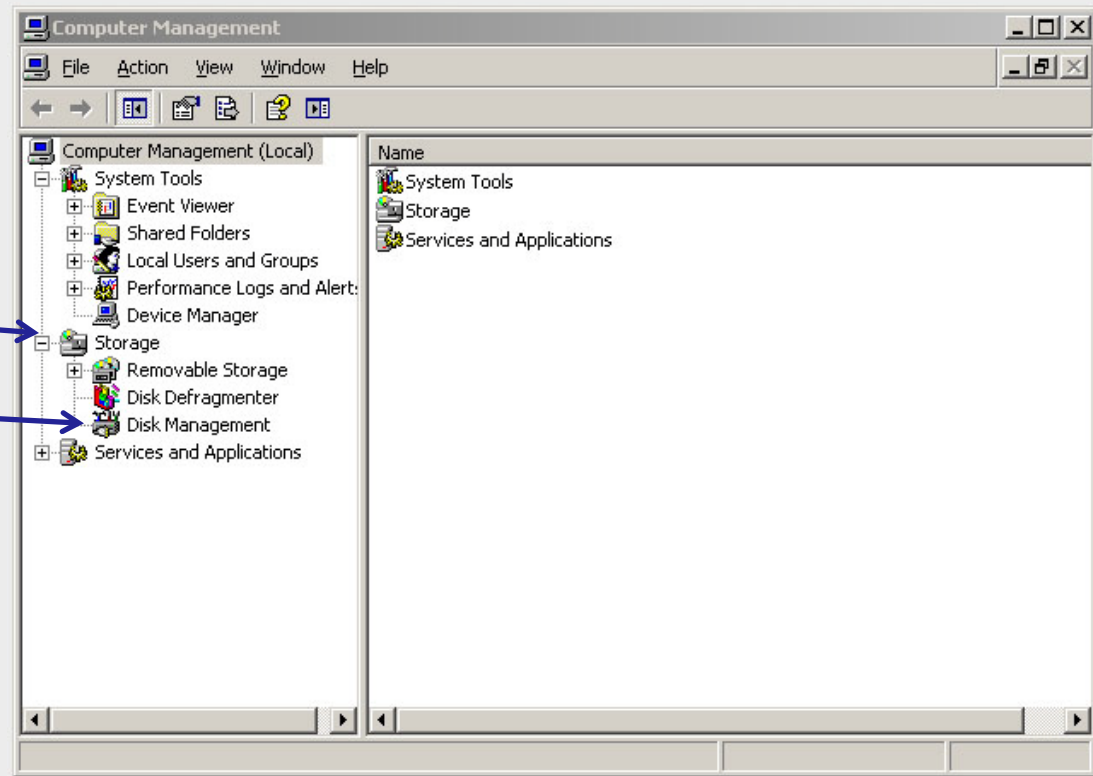 Computer Management
File Action View Window Help
Computer Management (Local)
System Tools
Event Viewer
Shared Folders
Local Users and Groups
Performance Logs and Alert
Device Manager
Storage
Removable Storage
Disk Defragmenter
Disk Management
Services and Applications
Name
System Tools
Storage
Services and Applications